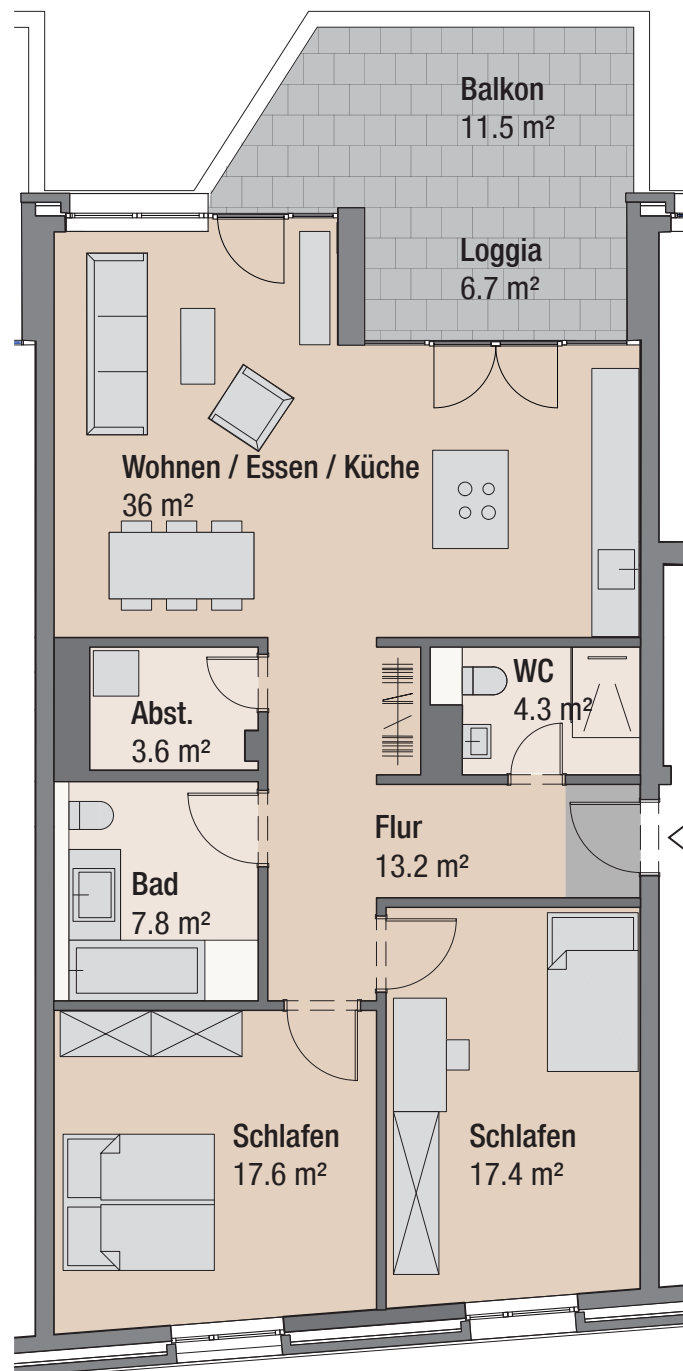 Balkon
11.5 m²
Loggia
6.7 m²
Wohnen / Essen / Küche
36 m²
WC
4.3 m²
Abst.
3.6 m²
Flur
13.2 m²
Bad
7.8 m²
Schlafen
17.6 m²
Schlafen
17.4 m²